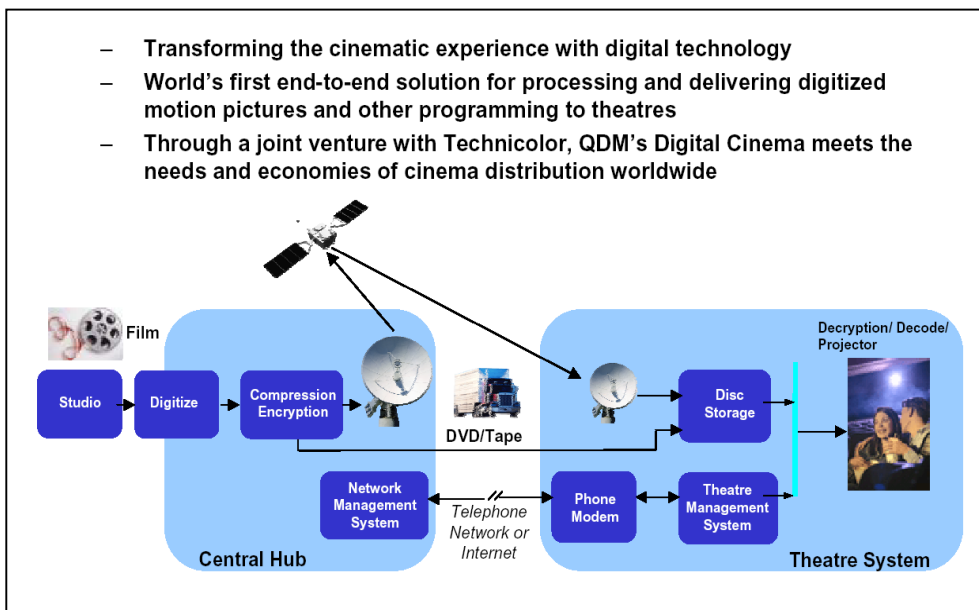 – Transforming the cinematic experience with digital technology
– World's first end-to-end solution for processing and delivering digitized
motion pictures and other programming to theatres
– Through a joint venture with Technicolor, QDM's Digital Cinema meets the
needs and economies of cinema distribution worldwide
Film
Decryption/ Decode/
Projector
Studio
Digitize
Compression
Encryption
DVD/Tape
Disc
Storage
Network
Management
System
Telephone
Network or
Internet
Phone
Modem
Theatre
Management
System
Central Hub
Theatre System